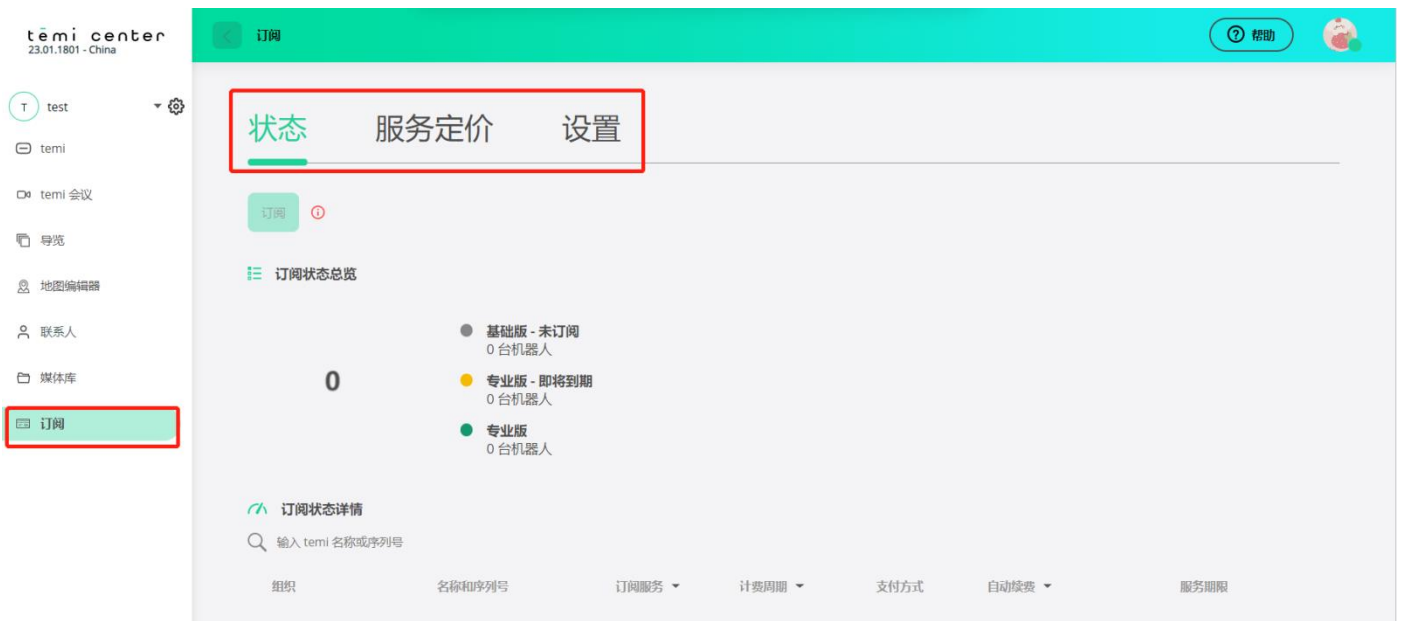 temi center
23.01.1801 - China
T test
temi
temi 会议
导览
地图编辑器
联系人
媒体库
订阅
订阅
帮助
状态 服务定价 设置
订阅
订阅状态总览
0
基础版 - 未订阅
0 台机器人
专业版 - 即将到期
0 台机器人
专业版
0 台机器人
订阅状态详情
输入 temi 名称或序列号
组织 名称和序列号 订阅服务 计费周期 支付方式 自动续费 服务期限